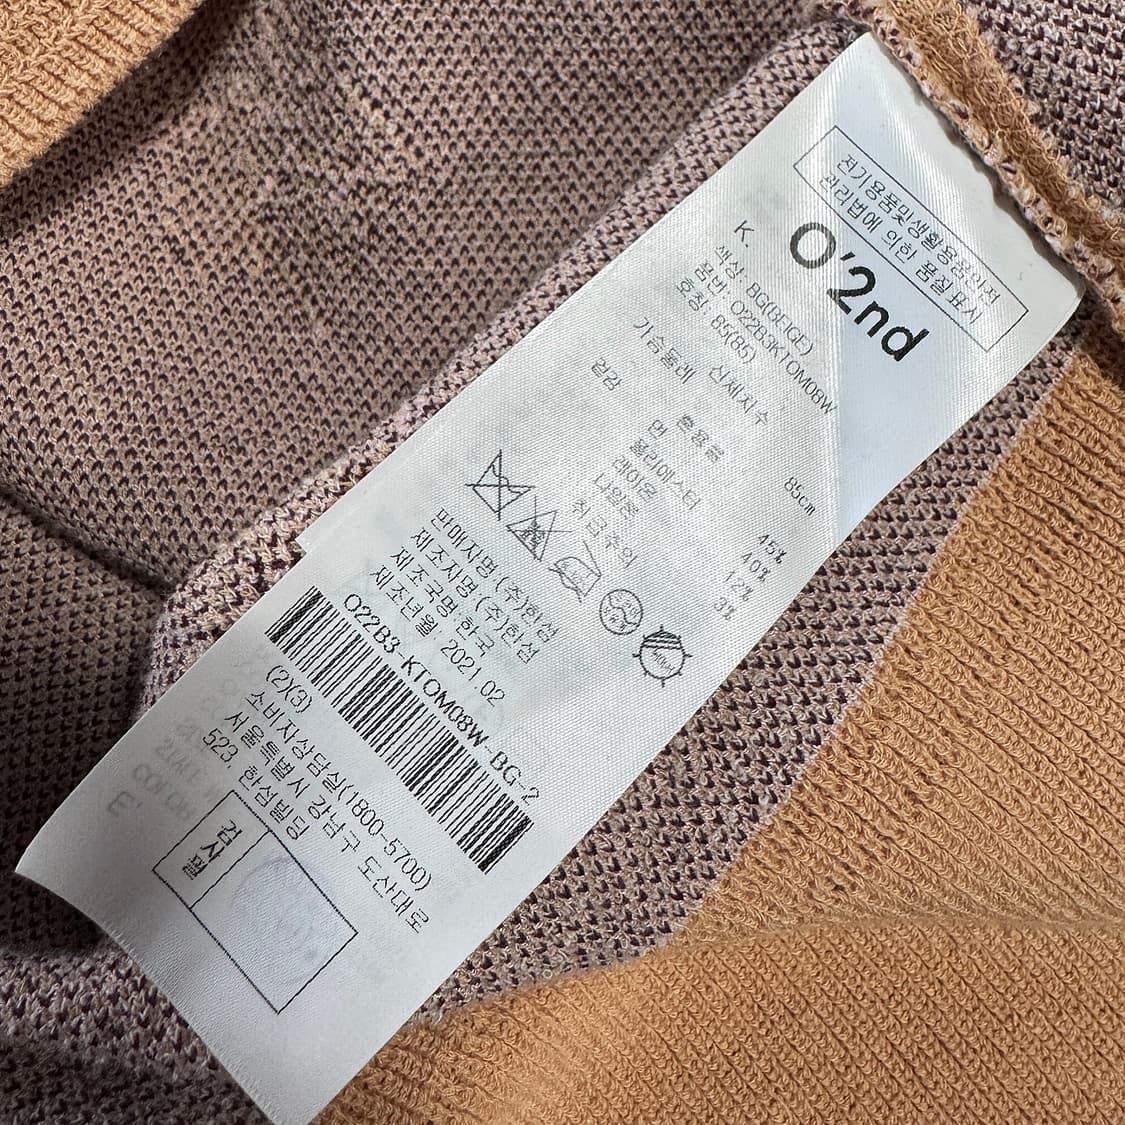 전기용품및생활용품안전
관리법에 의한 품질표시
O'2nd
K.
색상: BG(BEIGE)
품번: O22B3KTOM08W
호칭: 85(85)
신체치수
가슴둘레 85cm
혼용율
겉감 면 45%
폴리에스터 40%
레이온 12%
나일론 3%
취급주의
판매자명 (주)한섬
제조자명 (주)한섬
제조국명: 한국
제조년월: 2021.02
O22B3-KTOM08W-BG-2
(2)(3)
소비자상담실(1800-5700)
서울특별시 강남구 도산대로
523, 한섬빌딩
검사
필